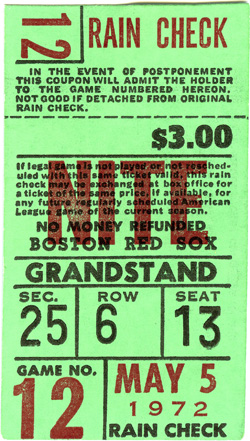 12 RAIN CHECK
IN THE EVENT OF POSTPONEMENT
THIS COUPON WILL ADMIT THE HOLDER
TO THE GAME NUMBERED HEREON.
NOT GOOD IF DETACHED FROM ORIGINAL
RAIN CHECK.
$3.00
NITE
If legal game is not player or not resched-
uled with the same ticket valid, this rain
check may be exchanged at box office for
a ticket of the same price, if available, for
any future regularly scheduled American
League game of the current season.
NO MONEY REFUNDED
BOSTON RED SOX
GRANDSTAND
SEC. ROW SEAT
25 6 13
GAME NO. MAY 5
12 1972
RAIN CHECK